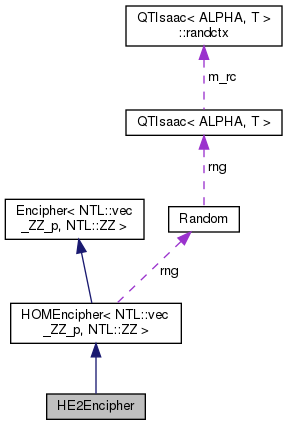 QTIsaac< ALPHA, T >
::randctx
m_rc
QTIsaac< ALPHA, T >
rng
Encipher< NTL::vec
_ZZ_p, NTL::ZZ >
Random
rng
HOMEncipher< NTL::vec
_ZZ_p, NTL::ZZ >
HE2Encipher